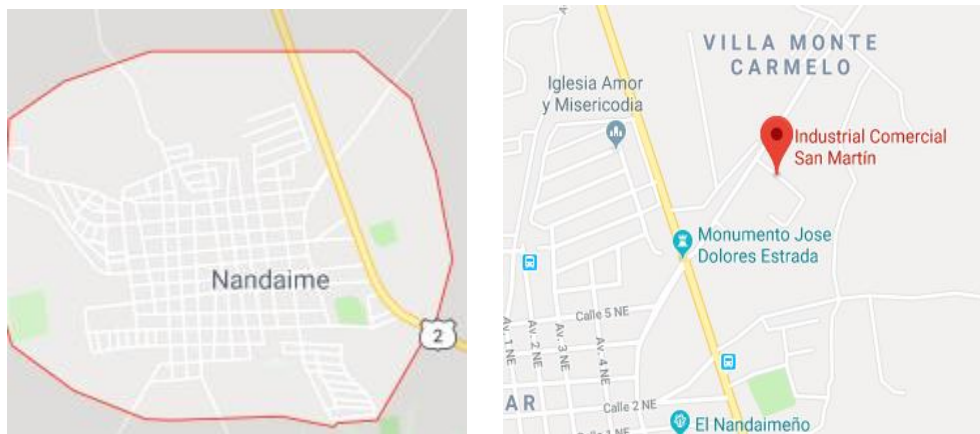 Nandaime
2
VILLA MONTE
CARMELO
Iglesia Amor
y Misericodia
Industrial Comercial
San Martín
Monumento Jose
Dolores Estrada
Calle 5 NE
Av. 1 NE
Av. 2 NE
Av. 3 NE
Av. 4 NE
AR
Calle 2 NE
El Nandaimeño